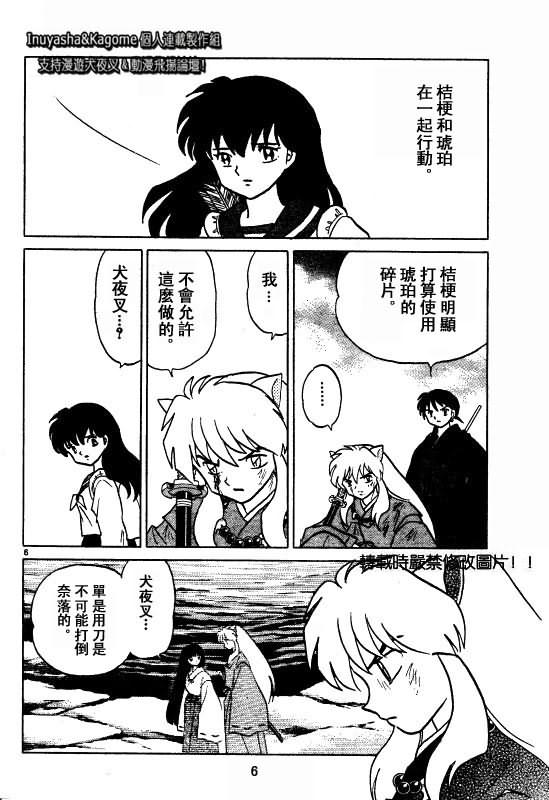 Inuyasha&Kagome 個人連載製作組
支持漫遊犬夜叉、動漫飛揚論壇!
桔梗和琥珀
在一起行動。
桔梗明顯
打算使用
琥珀的
碎片。
……
我…
不會允許
這麼做的。
犬夜叉…?
6
轉載時嚴禁修改圖片!!
犬夜叉…
單是用刀是
不可能打倒
奈落的。
6